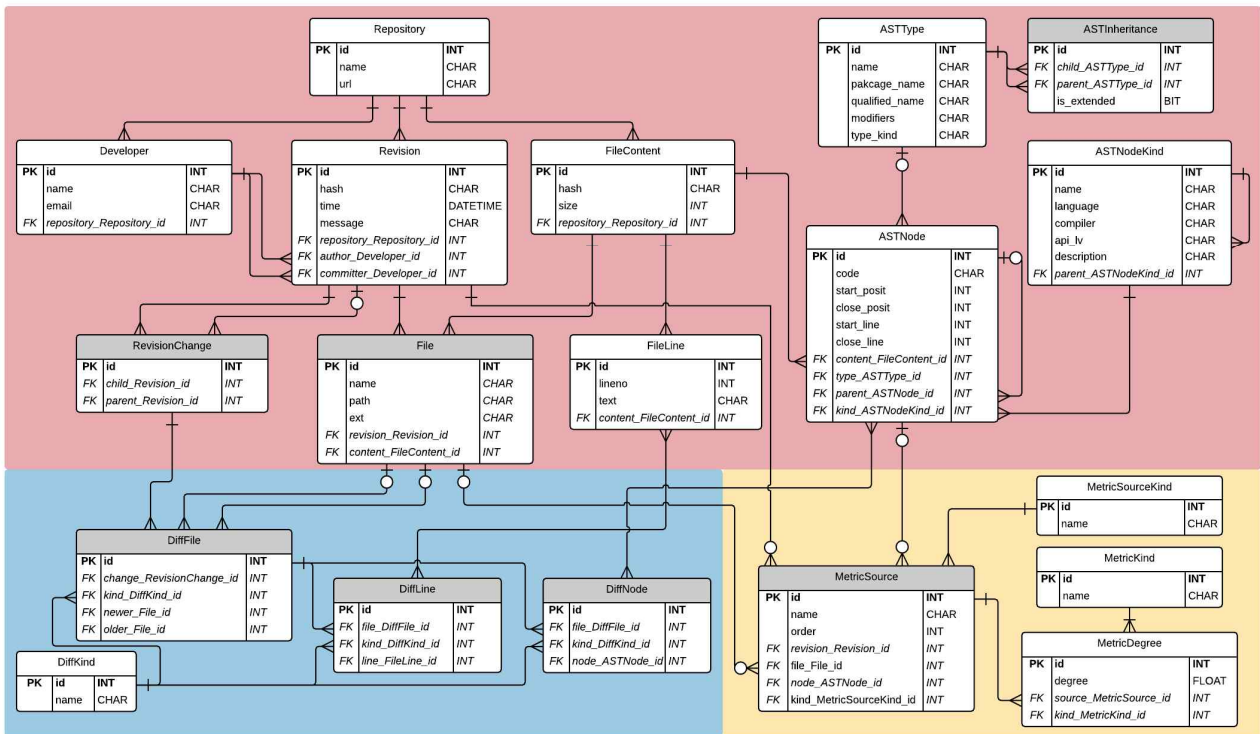 Repository
PK id INT
name CHAR
url CHAR
ASTType
PK id INT
name CHAR
pakcage_name CHAR
qualified_name CHAR
modifiers CHAR
type_kind CHAR
ASTInheritance
PK id INT
FK child_ASTType_id INT
FK parent_ASTType_id INT
is_extended BIT
Developer
PK id INT
name CHAR
email CHAR
FK repository_Repository_id INT
Revision
PK id INT
hash CHAR
time DATETIME
message CHAR
FK repository_Repository_id INT
FK author_Developer_id INT
FK committer_Developer_id INT
FileContent
PK id INT
hash CHAR
size INT
FK repository_Repository_id INT
ASTNodeKind
PK id INT
name CHAR
language CHAR
compiler CHAR
api_lv CHAR
description CHAR
FK parent_ASTNodeKind_id INT
ASTNode
PK id INT
code CHAR
start_posit INT
close_posit INT
start_line INT
close_line INT
FK content_FileContent_id INT
FK type_ASTType_id INT
FK parent_ASTNode_id INT
FK kind_ASTNodeKind_id INT
RevisionChange
PK id INT
FK child_Revision_id INT
FK parent_Revision_id INT
File
PK id INT
name CHAR
path CHAR
ext CHAR
FK revision_Revision_id INT
FK content_FileContent_id INT
FileLine
PK id INT
lineno INT
text CHAR
FK content_FileContent_id INT
DiffFile
PK id INT
FK change_RevisionChange_id INT
FK kind_DiffKind_id INT
FK newer_File_id INT
FK older_File_id INT
DiffLine
PK id INT
FK file_DiffFile_id INT
FK kind_DiffKind_id INT
FK line_FileLine_id INT
DiffNode
PK id INT
FK file_DiffFile_id INT
FK kind_DiffKind_id INT
FK node_ASTNode_id INT
DiffKind
PK id INT
name CHAR
MetricSource
PK id INT
name CHAR
order INT
FK revision_Revision_id INT
FK file_File_id INT
FK node_ASTNode_id INT
FK kind_MetricSourceKind_id INT
MetricSourceKind
PK id INT
name CHAR
MetricKind
PK id INT
name CHAR
MetricDegree
PK id INT
degree FLOAT
FK source_MetricSource_id INT
FK kind_MetricKind_id INT